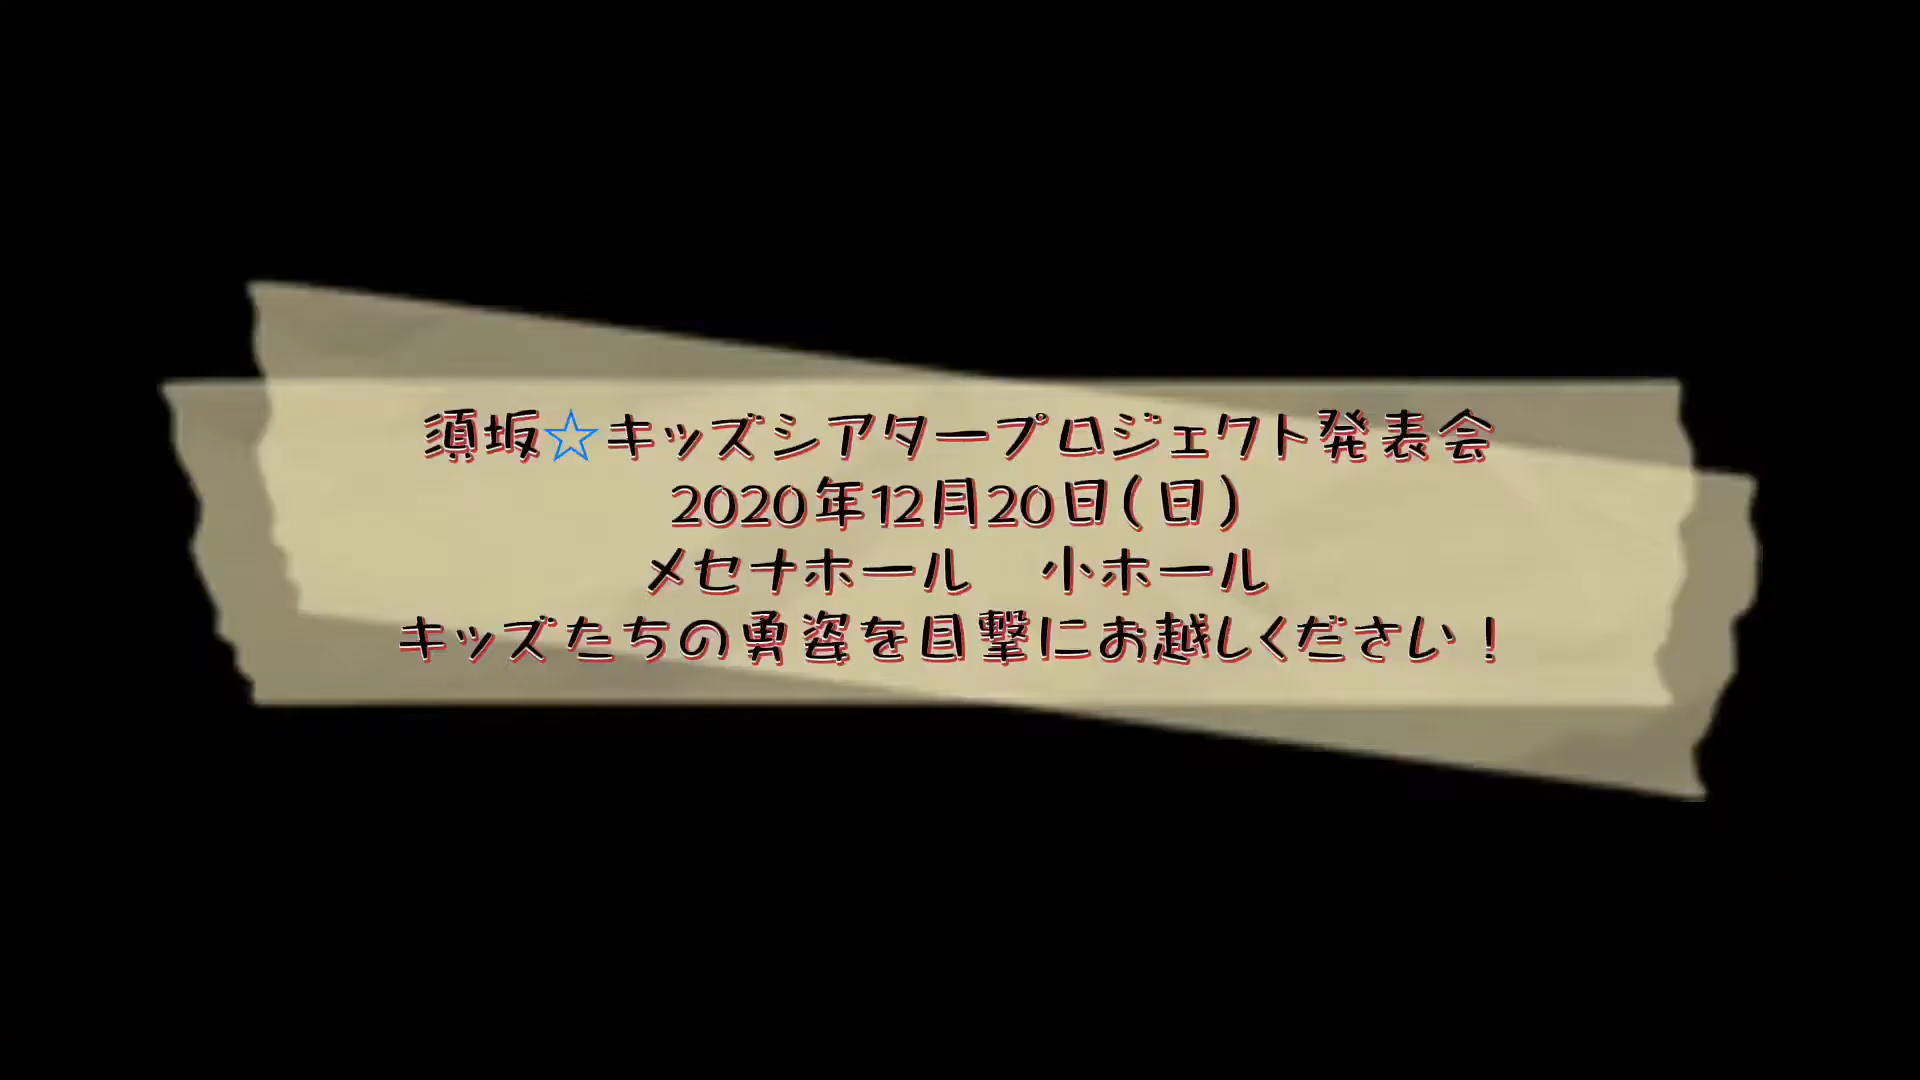 須坂☆キッズシアタープロジェクト発表会
2020年12月20日(日)
メセナホール　小ホール
キッズたちの勇姿を目撃にお越しください！